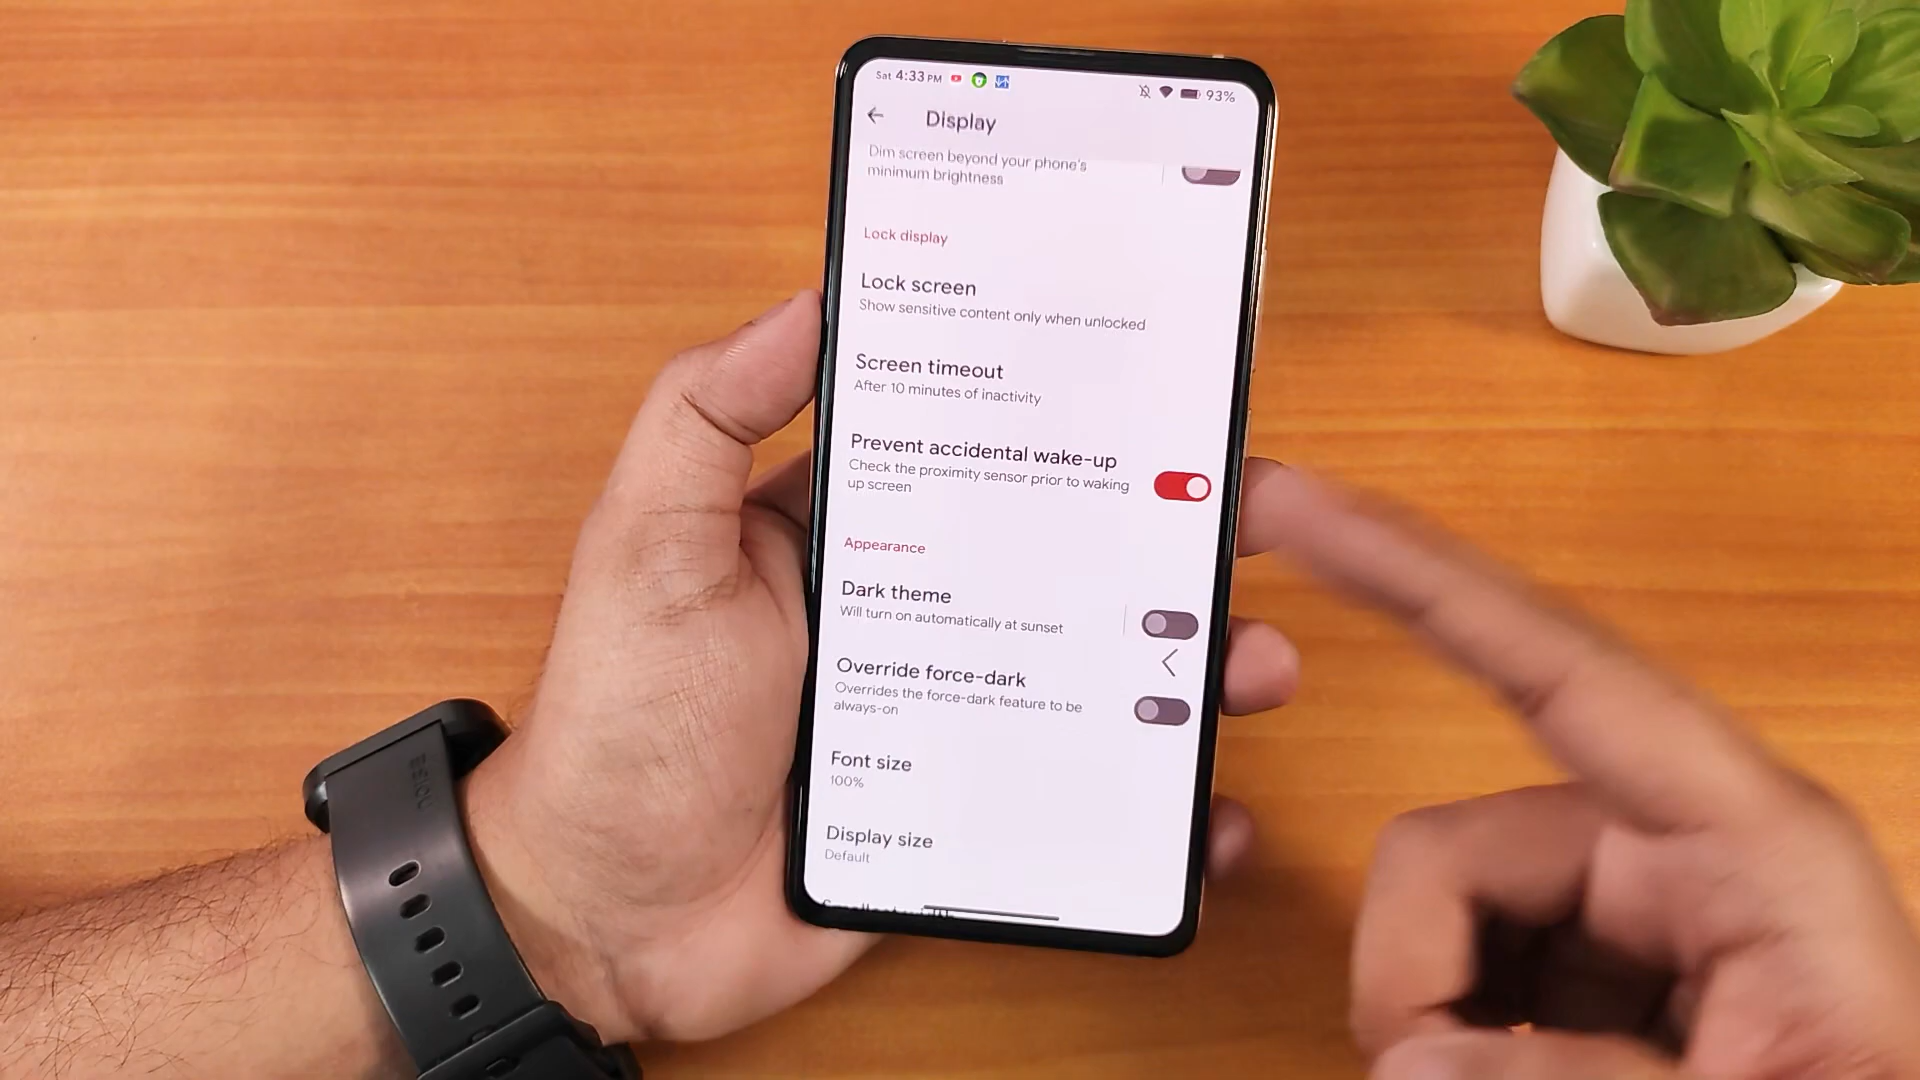 Sat 4:33 PM 93%
Display
Dim screen beyond your phone's
minimum brightness
Lock display
Lock screen
Show sensitive content only when unlocked
Screen timeout
After 10 minutes of inactivity
Prevent accidental wake-up
Check the proximity sensor prior to waking
up screen
Appearance
Dark theme
Will turn on automatically at sunset
Override force-dark
Overrides the force-dark feature to be
always-on
Font size
100%
Display size
Default
noise